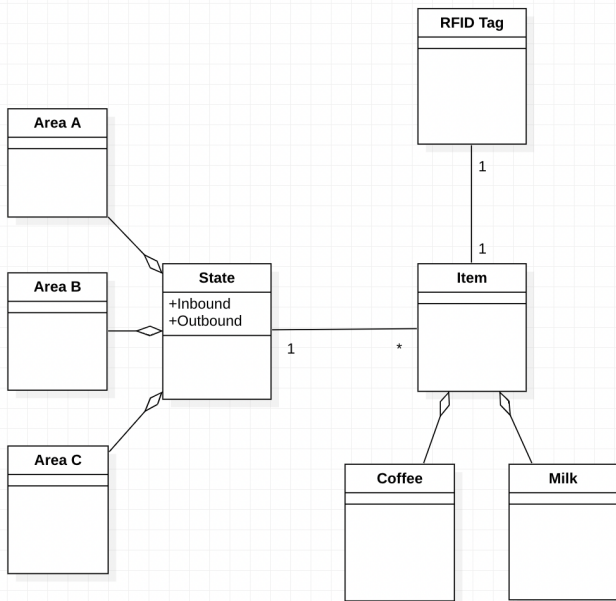 RFID Tag
Area A
1
1
State
Item
Area B
+Inbound
+Outbound
1
*
Area C
Coffee
Milk